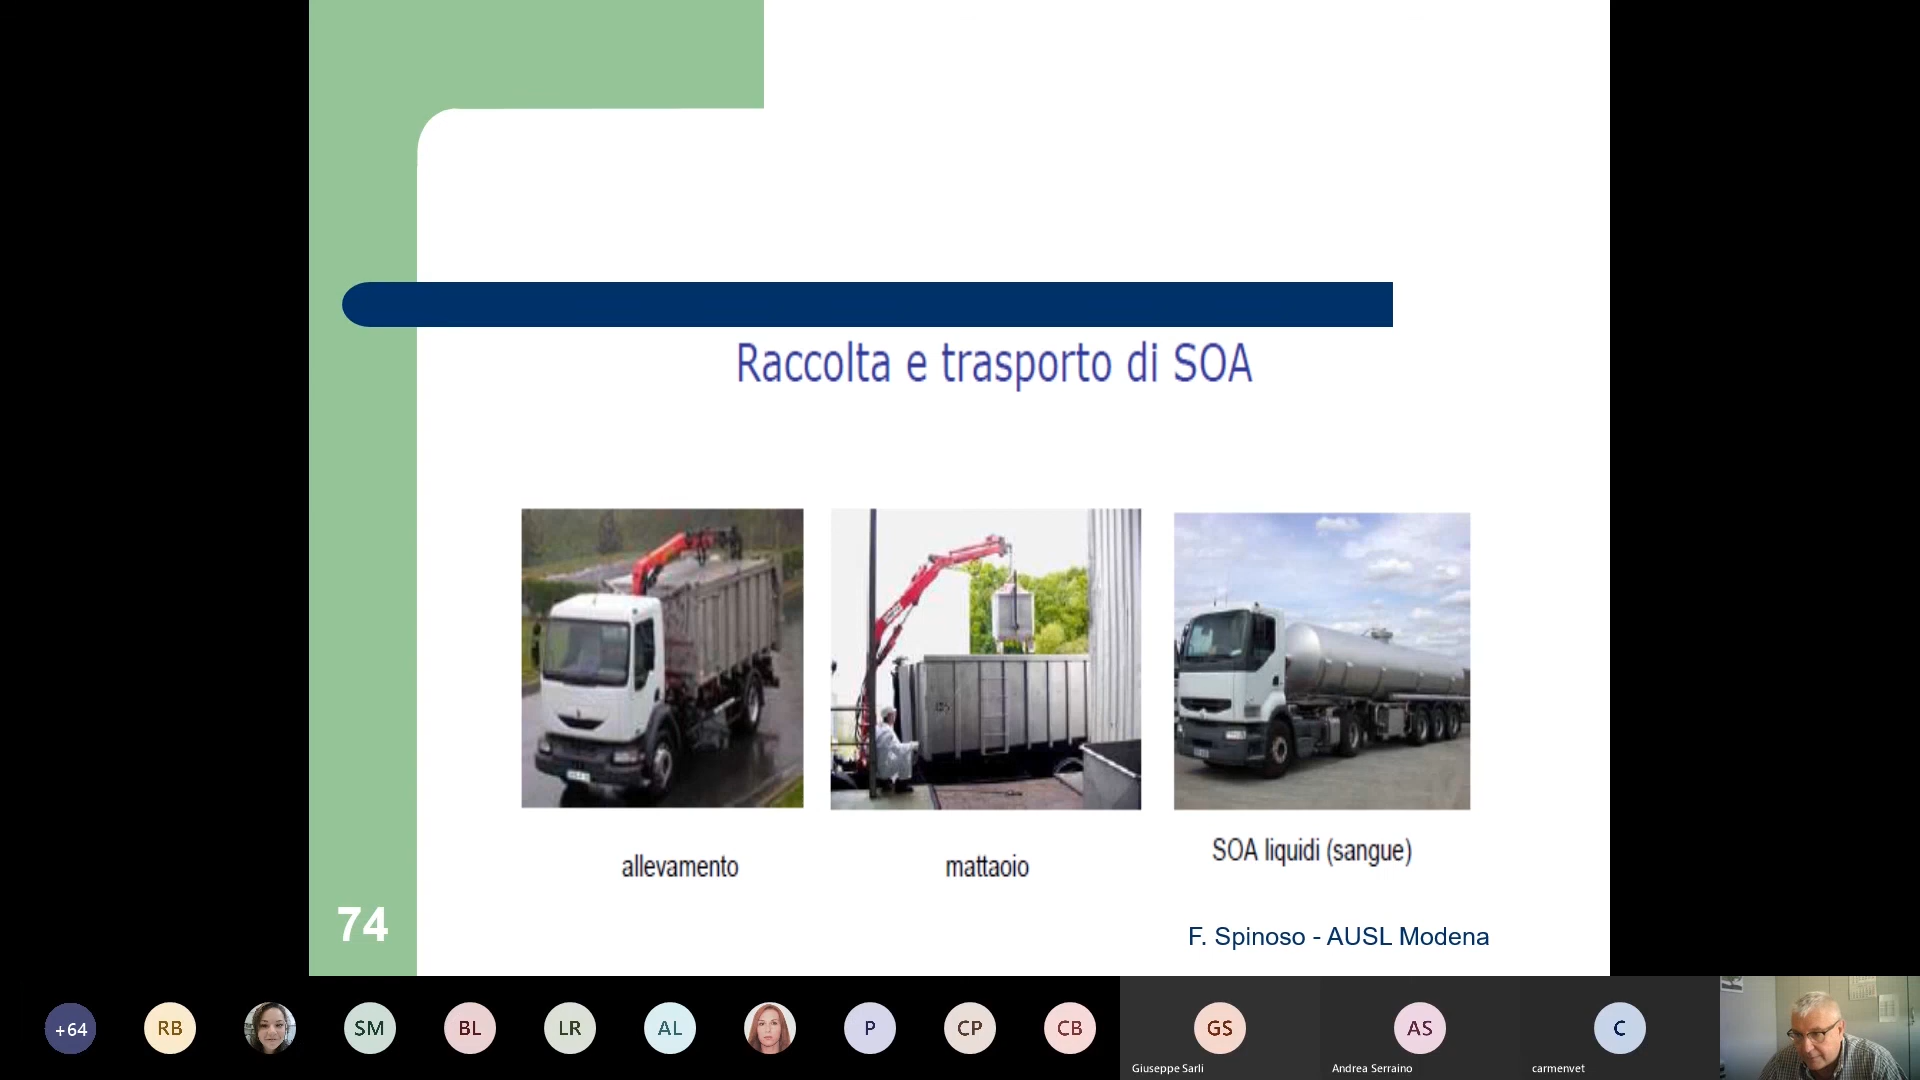 Raccolta e trasporto di SOA
allevamento
mattaoio
SOA liquidi (sangue)
74
F. Spinoso - AUSL Modena
+64
RB
SM
BL
LR
AL
P
CP
CB
GS
AS
C
Giuseppe Sarli
Andrea Serraino
carmenvet